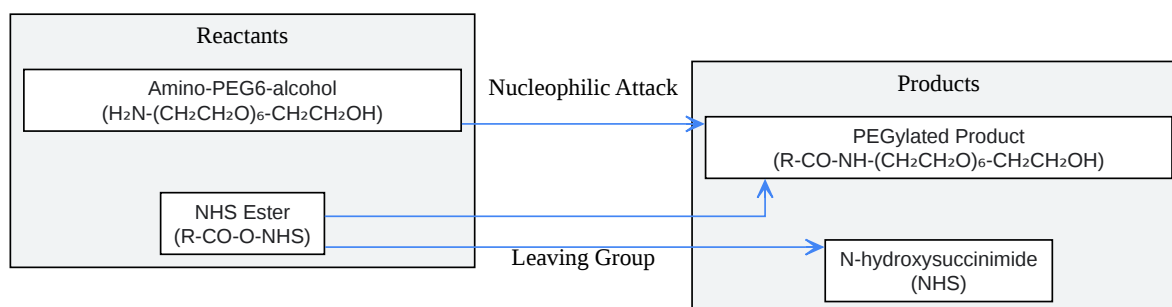 Reactants
Amino-PEG6-alcohol
(H₂N-(CH₂CH₂O)₆-CH₂CH₂OH)
NHS Ester
(R-CO-O-NHS)
Nucleophilic Attack
Leaving Group
Products
PEGylated Product
(R-CO-NH-(CH₂CH₂O)₆-CH₂CH₂OH)
N-hydroxysuccinimide
(NHS)